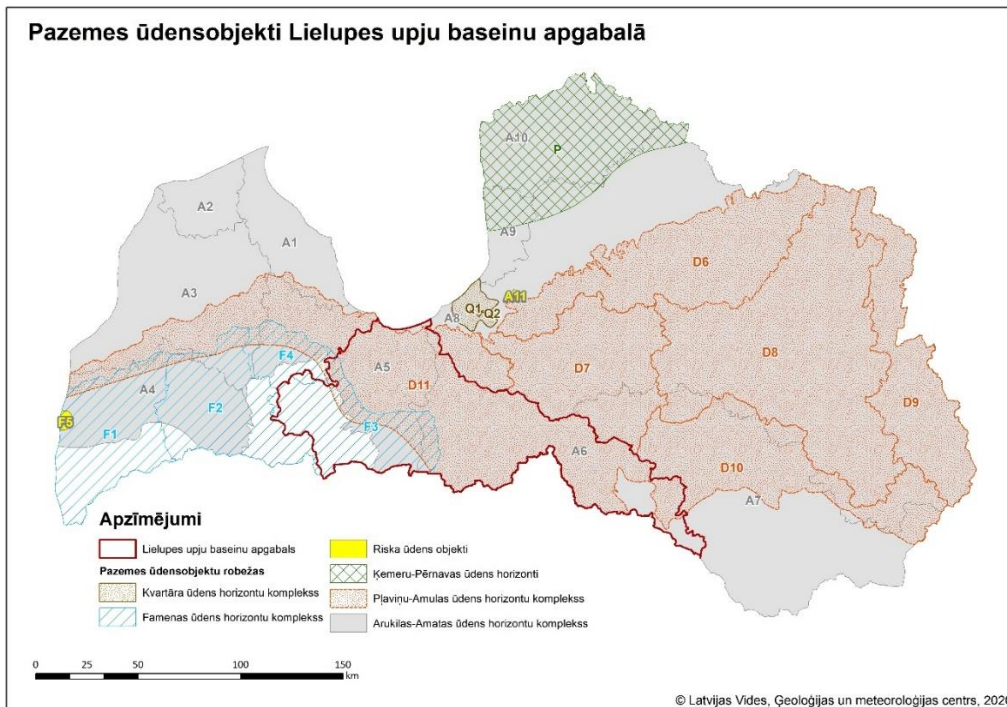 Pazemes ūdensobjekti Lielupes upju baseinu apgabalā
A10
P
A2
A9
A1
D6
A3
A11
Q1
Q2
A8
F4
A5
D8
D7
A4
D11
F2
D9
F5
F1
F3
A6
D10
A7
Apzīmējumi
Lielupes upju baseinu apgabals
Riska ūdens objekti
Pazemes ūdensobjektu robežas
Ķemeru-Pērnavas ūdens horizonti
Kvartāra ūdens horizontu komplekss
Pļaviņu-Amulas ūdens horizontu komplekss
Famenas ūdens horizontu komplekss
Arukilas-Amatas ūdens horizontu komplekss
0 25 50 100 150
km
© Latvijas Vides, Ģeoloģijas un meteoroloģijas centrs, 2020